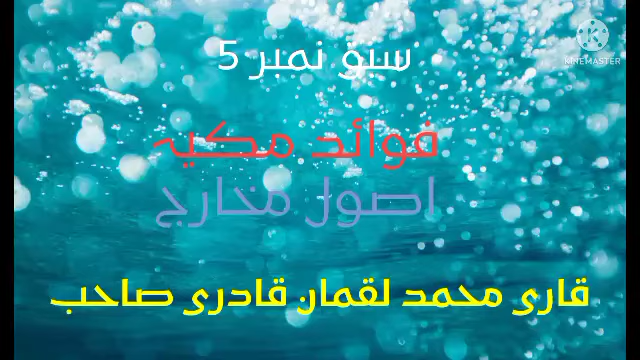 سبق نمبر 5
KINEMASTER
فوائد مکیہ
اصول مخارج
قاری محمد لقمان قادری صاحب